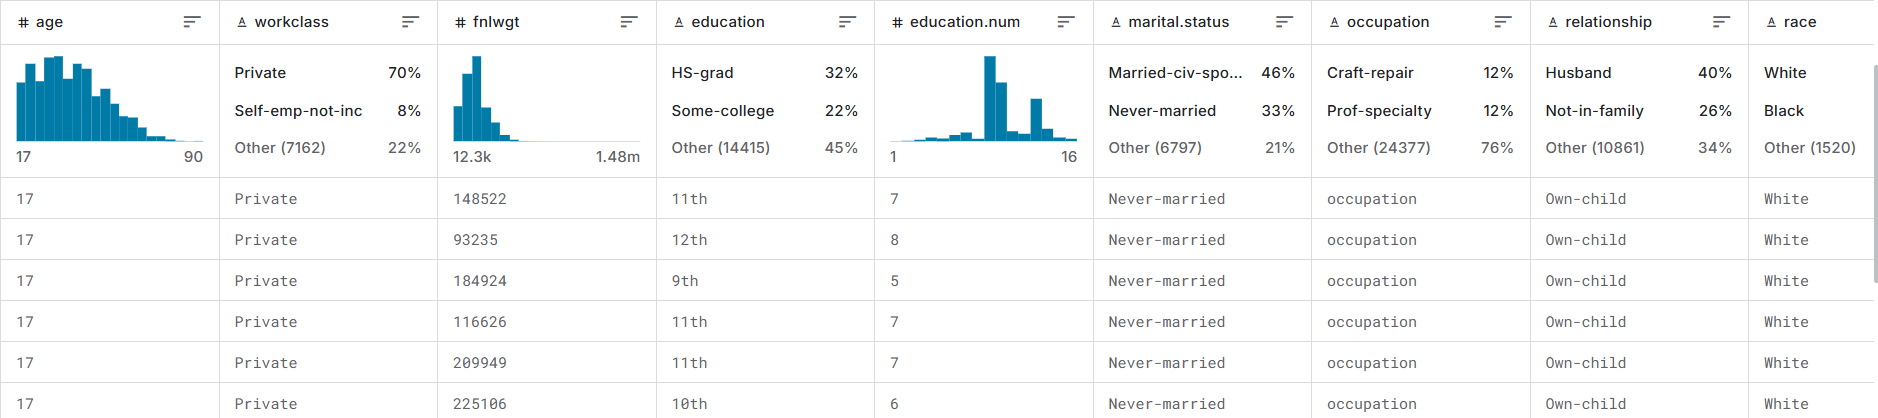 # age A workclass # fnlwgt A education # education.num A marital.status A occupation A relationship A race
Private 70% HS-grad 32% Married-civ-spo... 46% Craft-repair 12% Husband 40% White
Self-emp-not-inc 8% Some-college 22% Never-married 33% Prof-specialty 12% Not-in-family 26% Black
Other (7162) 22% Other (14415) 45% Other (6797) 21% Other (24377) 76% Other (10861) 34% Other (1520)
17 90 12.3k 1.48m 1 16
17 Private 148522 11th 7 Never-married occupation Own-child White
17 Private 93235 12th 8 Never-married occupation Own-child White
17 Private 184924 9th 5 Never-married occupation Own-child White
17 Private 116626 11th 7 Never-married occupation Own-child White
17 Private 209949 11th 7 Never-married occupation Own-child White
17 Private 225106 10th 6 Never-married occupation Own-child White